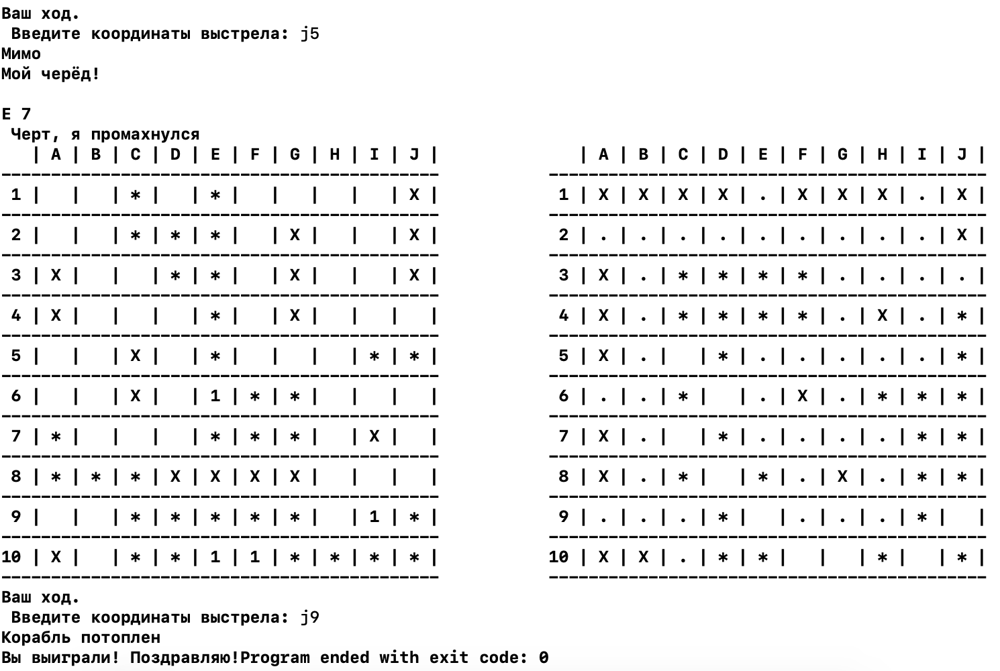 Ваш ход.
Введите координаты выстрела: j5
Мимо
Мой черёд!
E 7
Черт, я промахнулся
| A | B | C | D | E | F | G | H | I | J | | A | B | C | D | E | F | G | H | I | J |
1 | | | * | | * | | | | | X | 1 | X | X | X | X | . | X | X | X | . | X |
2 | | | * | * | * | | X | | | X | 2 | . | . | . | . | . | . | . | . | . | X |
3 | X | | | * | * | | X | | | X | 3 | X | . | * | * | * | * | . | . | . | . |
4 | X | | | | * | | X | | | | 4 | X | . | * | * | * | * | . | X | . | * |
5 | | | X | | * | | | | * | * | 5 | X | . | | * | . | . | . | . | . | * |
6 | | | X | | 1 | * | * | | | | 6 | . | . | * | | . | X | . | * | * | * |
7 | * | | | | * | * | * | | X | | 7 | X | . | | * | . | . | . | . | * | * |
8 | * | * | * | X | X | X | X | | | | 8 | X | . | * | | * | . | X | . | * | * |
9 | | | * | * | * | * | * | | 1 | * | 9 | . | . | . | * | | . | . | . | * | |
10 | X | | * | * | 1 | 1 | * | * | * | * | 10 | X | X | . | * | * | | | * | | * |
Ваш ход.
Введите координаты выстрела: j9
Корабль потоплен
Вы выиграли! Поздравляю!Program ended with exit code: 0